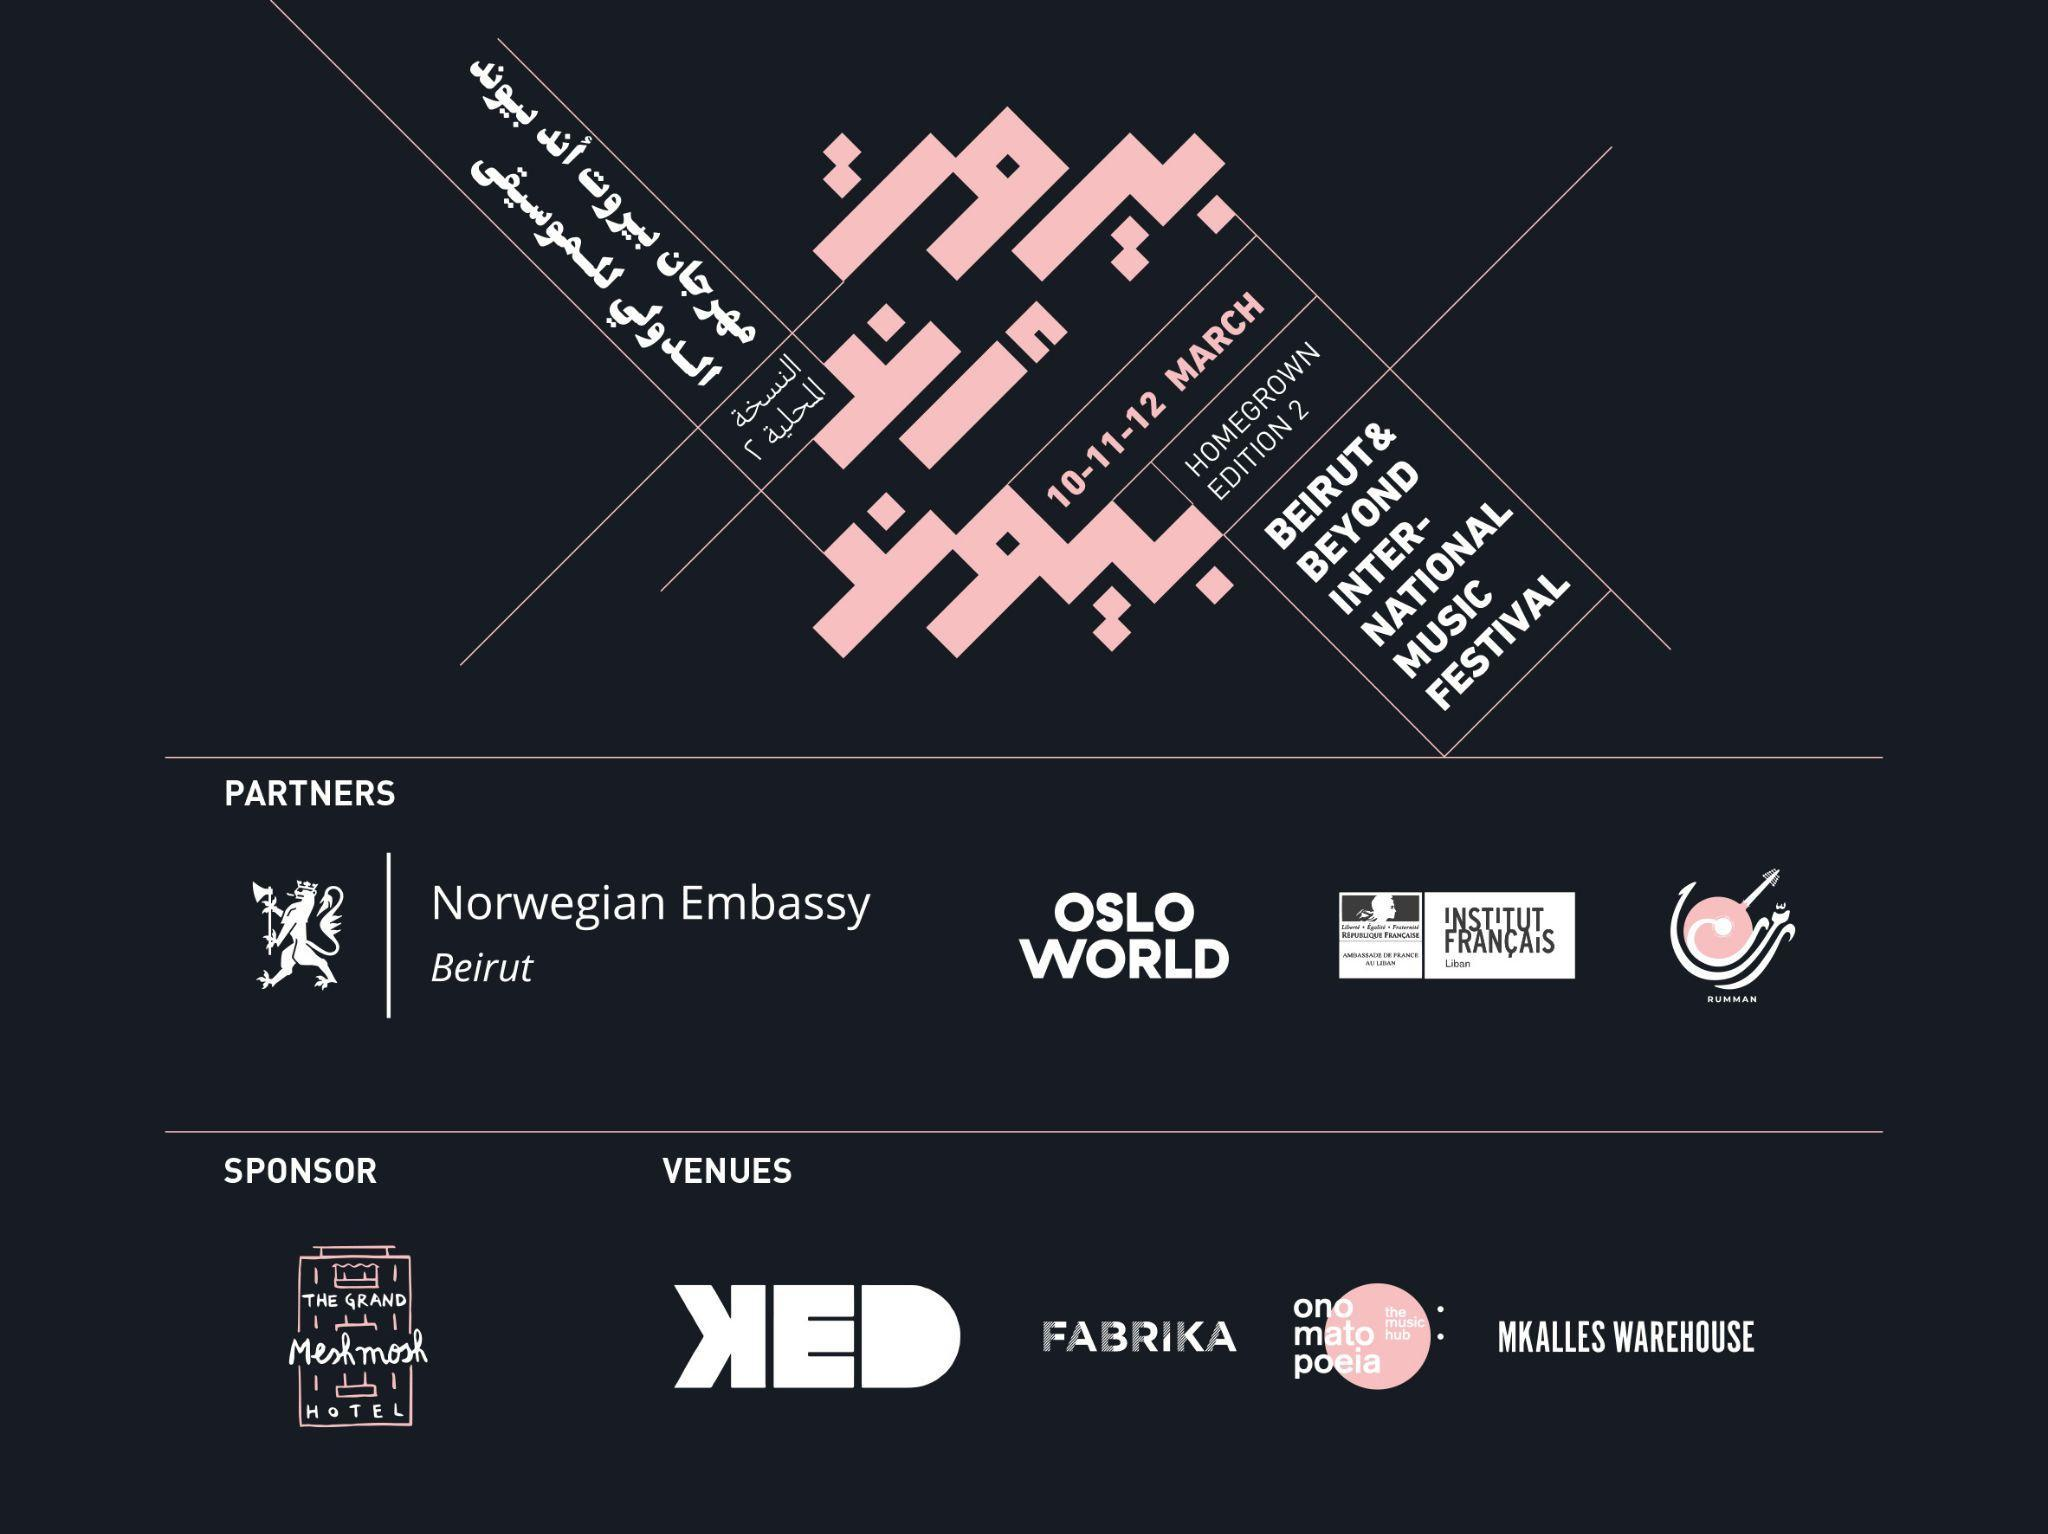 مهرجان بيروت أند بيوند
الدولي للموسيقى
النسخة
المحلية ٢
بيروت
أند
بيوند
10-11-12 MARCH
HOMEGROWN
EDITION 2
BEIRUT &
BEYOND
INTER-
NATIONAL
MUSIC
FESTIVAL
PARTNERS
Norwegian Embassy
Beirut
OSLO
WORLD
Liberté • Égalité • Fraternité
RÉPUBLIQUE FRANÇAISE
AMBASSADE DE FRANCE
AU LIBAN
INSTITUT
FRANÇAIS
Liban
RUMMAN
SPONSOR
VENUES
THE GRAND
Meshmosh
HOTEL
KED
FABRIKA
ono
mato
poeia
the
music
hub
:
MKALLES WAREHOUSE